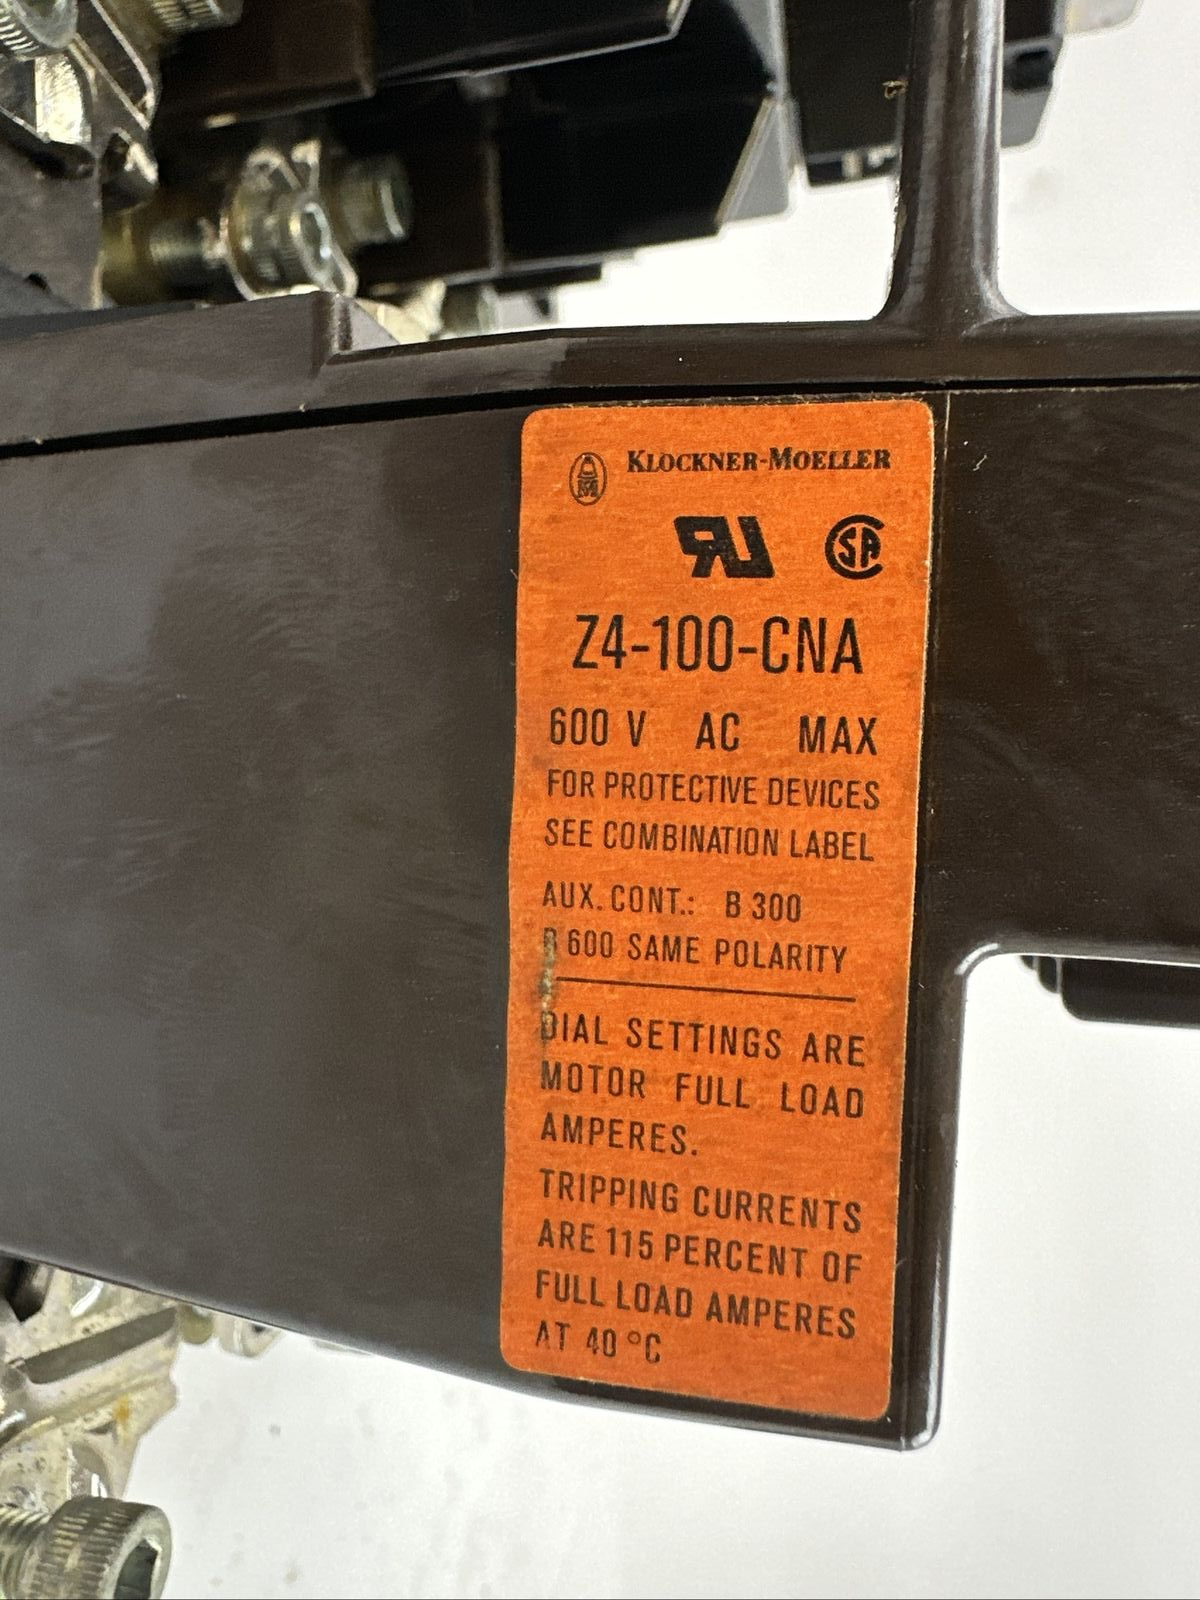 KLOCKNER-MOELLER
Z4-100-CNA
600 V AC MAX
FOR PROTECTIVE DEVICES
SEE COMBINATION LABEL
AUX. CONT.: B 300
B 600 SAME POLARITY
DIAL SETTINGS ARE
MOTOR FULL LOAD
AMPERES.
TRIPPING CURRENTS
ARE 115 PERCENT OF
FULL LOAD AMPERES
AT 40 °C